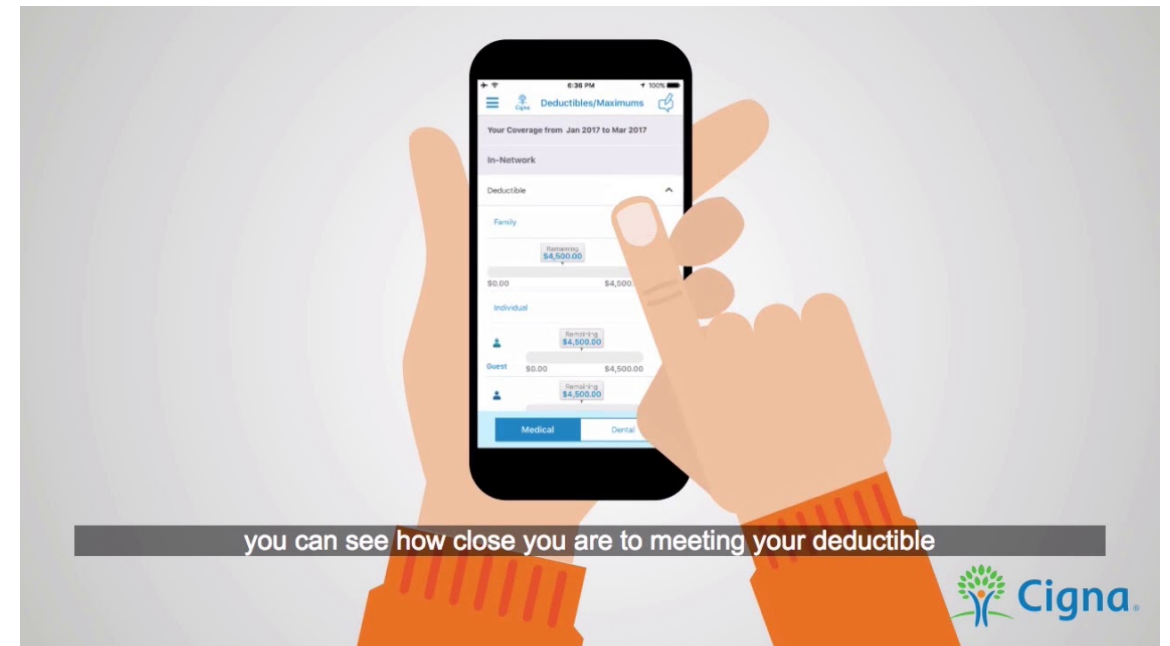 6:36 PM
100%
Cigna
Deductibles/Maximums
Your Coverage from Jan 2017 to Mar 2017
In-Network
Deductible
Family
Remaining
$4,500.00
$0.00
$4,500.
Individual
Remaining
$4,500.00
Guest
$0.00
$4,500.00
Remaining
$4,500.00
Medical
Dental
you can see how close you are to meeting your deductible
Cigna®